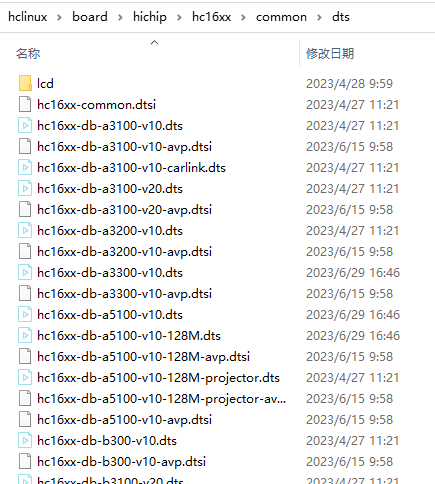 hclinux > board > hichip > hc16xx > common > dts
名称 修改日期
lcd 2023/4/28 9:59
hc16xx-common.dtsi 2023/4/27 11:21
hc16xx-db-a3100-v10.dts 2023/4/27 11:21
hc16xx-db-a3100-v10-avp.dtsi 2023/6/15 9:58
hc16xx-db-a3100-v10-carlink.dts 2023/4/27 11:21
hc16xx-db-a3100-v20.dts 2023/4/27 11:21
hc16xx-db-a3100-v20-avp.dtsi 2023/6/15 9:58
hc16xx-db-a3200-v10.dts 2023/4/27 11:21
hc16xx-db-a3200-v10-avp.dtsi 2023/6/15 9:58
hc16xx-db-a3300-v10.dts 2023/6/29 16:46
hc16xx-db-a3300-v10-avp.dtsi 2023/6/15 9:58
hc16xx-db-a5100-v10.dts 2023/6/29 16:46
hc16xx-db-a5100-v10-128M.dts 2023/6/29 16:46
hc16xx-db-a5100-v10-128M-avp.dtsi 2023/6/15 9:58
hc16xx-db-a5100-v10-128M-projector.dts 2023/4/27 11:21
hc16xx-db-a5100-v10-128M-projector-av... 2023/6/15 9:58
hc16xx-db-a5100-v10-avp.dtsi 2023/6/15 9:58
hc16xx-db-b300-v10.dts 2023/4/27 11:21
hc16xx-db-b300-v10-avp.dtsi 2023/6/15 9:58
hc16xx-db-b3100-v20.dts 2023/4/27 11:21